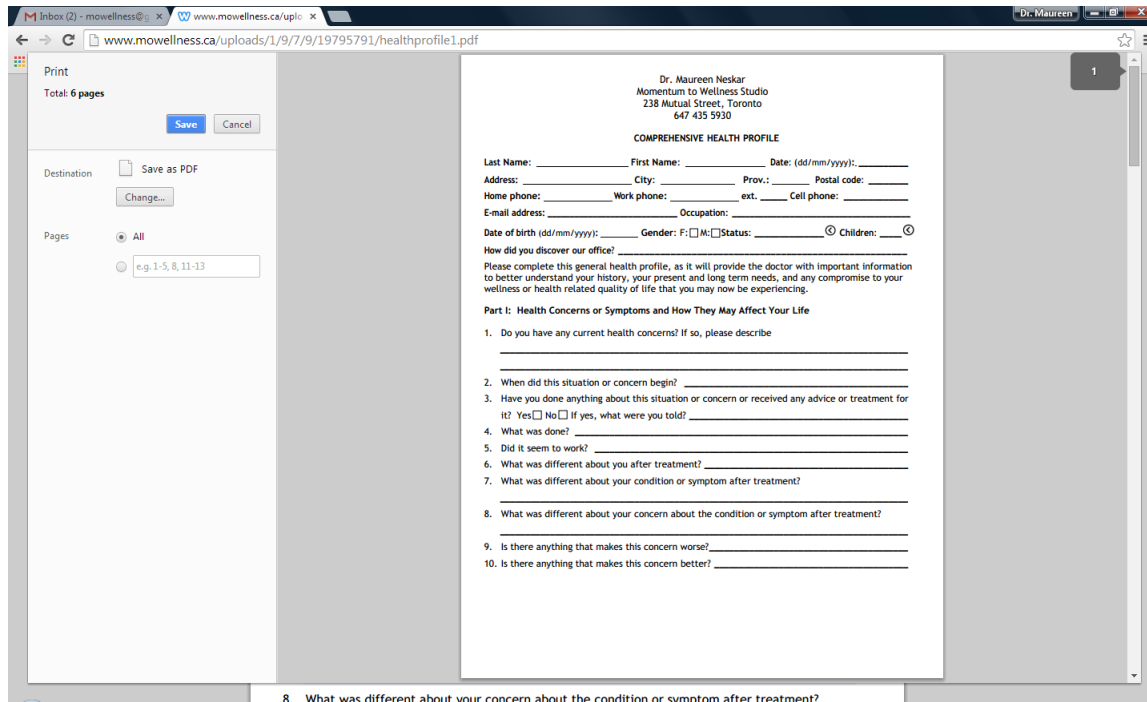 Inbox (2) - mowellness@g
www.mowellness.ca/uplo
Dr. Maureen
www.mowellness.ca/uploads/1/9/7/9/19795791/healthprofile1.pdf
Print
Total: 6 pages
Save Cancel
Destination Save as PDF
Change...
Pages All
e.g. 1-5, 8, 11-13
1
Dr. Maureen Neskar
Momentum to Wellness Studio
238 Mutual Street, Toronto
647 435 5930
COMPREHENSIVE HEALTH PROFILE
Last Name: First Name: Date: (dd/mm/yyyy):
Address: City: Prov.: Postal code:
Home phone: Work phone: ext. Cell phone:
E-mail address: Occupation:
Date of birth (dd/mm/yyyy): Gender: F: M: Status: Children:
How did you discover our office?
Please complete this general health profile, as it will provide the doctor with important information
to better understand your history, your present and long term needs, and any compromise to your
wellness or health related quality of life that you may now be experiencing.
Part I: Health Concerns or Symptoms and How They May Affect Your Life
1. Do you have any current health concerns? If so, please describe
2. When did this situation or concern begin?
3. Have you done anything about this situation or concern or received any advice or treatment for
it? Yes No If yes, what were you told?
4. What was done?
5. Did it seem to work?
6. What was different about you after treatment?
7. What was different about your condition or symptom after treatment?
8. What was different about your concern about the condition or symptom after treatment?
9. Is there anything that makes this concern worse?
10. Is there anything that makes this concern better?
8. What was different about your concern about the condition or symptom after treatment?